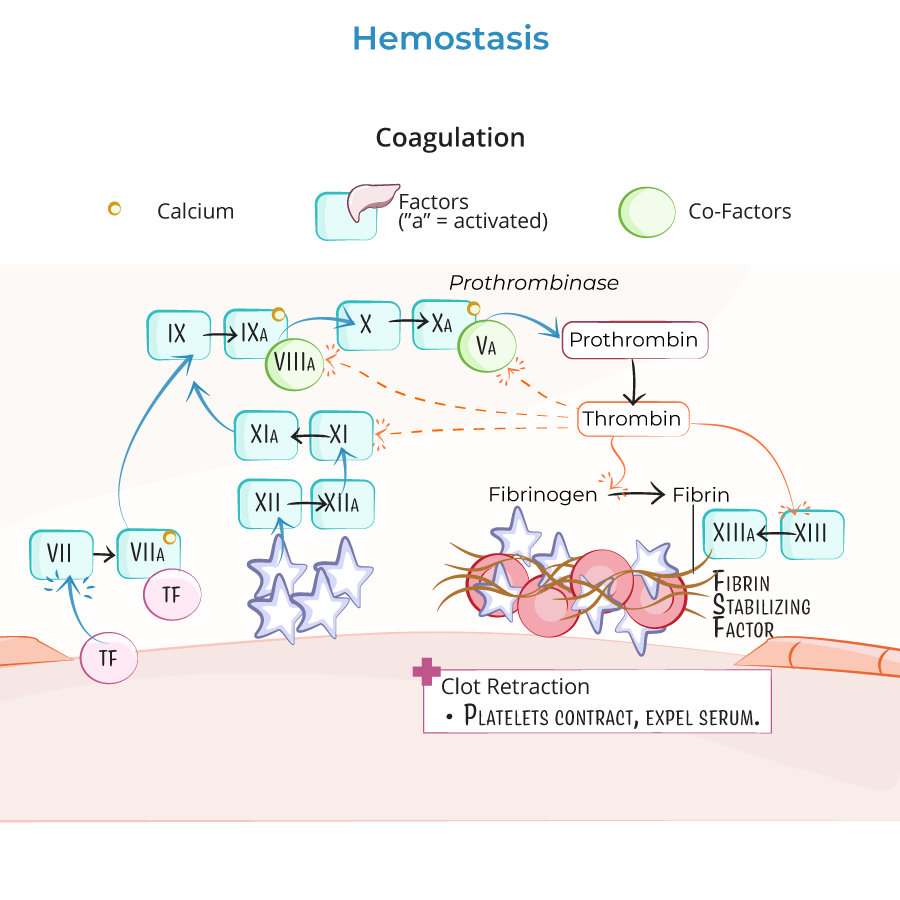 Hemostasis
Coagulation
Calcium
Factors
("a" = activated)
Co-Factors
Prothrombinase
IX
IXA
VIIIA
X
XA
VA
Prothrombin
XIA
XI
Thrombin
XII
XIIA
Fibrinogen
Fibrin
VII
VIIA
TF
TF
XIIIA
XIII
FIBRIN
STABILIZING
FACTOR
Clot Retraction
• PLATELETS CONTRACT, EXPEL SERUM.